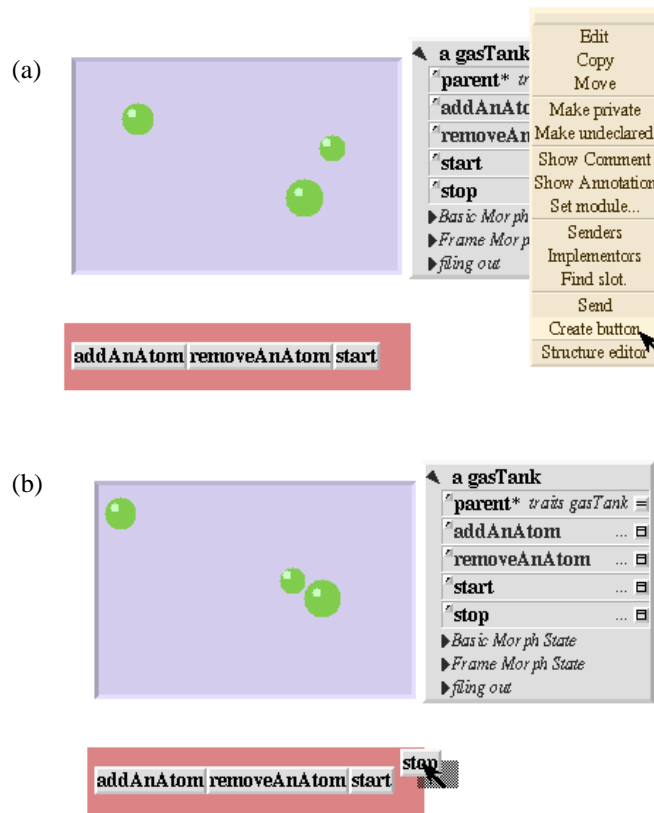 (a)
a gasTank
parent* tr
addAnAto
removeAn
start
stop
Basic Morph
Frame Morp
filing out
Edit
Copy
Move
Make private
Make undeclared
Show Comment
Show Annotation
Set module...
Senders
Implementors
Find slot.
Send
Create button
Structure editor
addAnAtom removeAnAtom start
(b)
a gasTank
parent* traits gasTank =
addAnAtom ...
removeAnAtom ...
start ...
stop ...
Basic Morph State
Frame Morph State
filing out
stop
addAnAtom removeAnAtom start